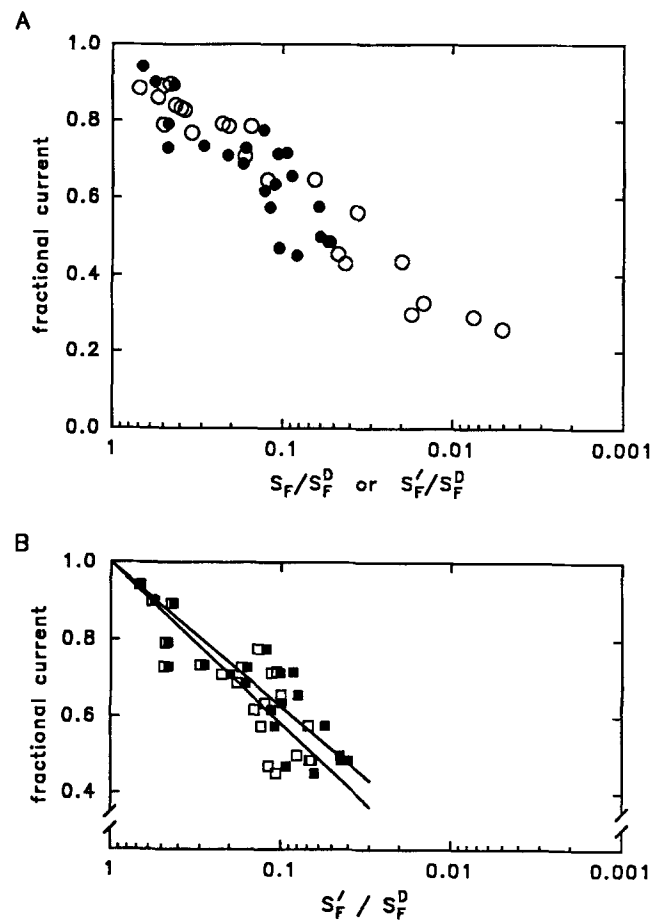 A
1.0
0.8
0.6
0.4
0.2
0.0
fractional current
1 0.1 0.01 0.001
S_F/S_F^D or S_F′/S_F^D
B
1.0
0.8
0.6
0.4
fractional current
1 0.1 0.01 0.001
S_F′ / S_F^D